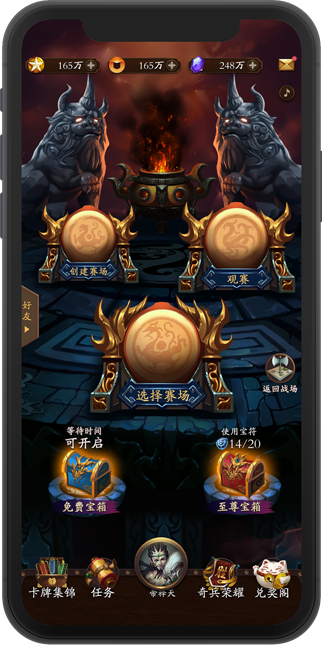 165万
165万
248万
创建赛场
观赛
好友
选择赛场
返回战场
等待时间
可开启
使用宝符
14/20
免费宝箱
至尊宝箱
卡牌集锦
任务
帝释天
奇兵荣耀
兑奖阁